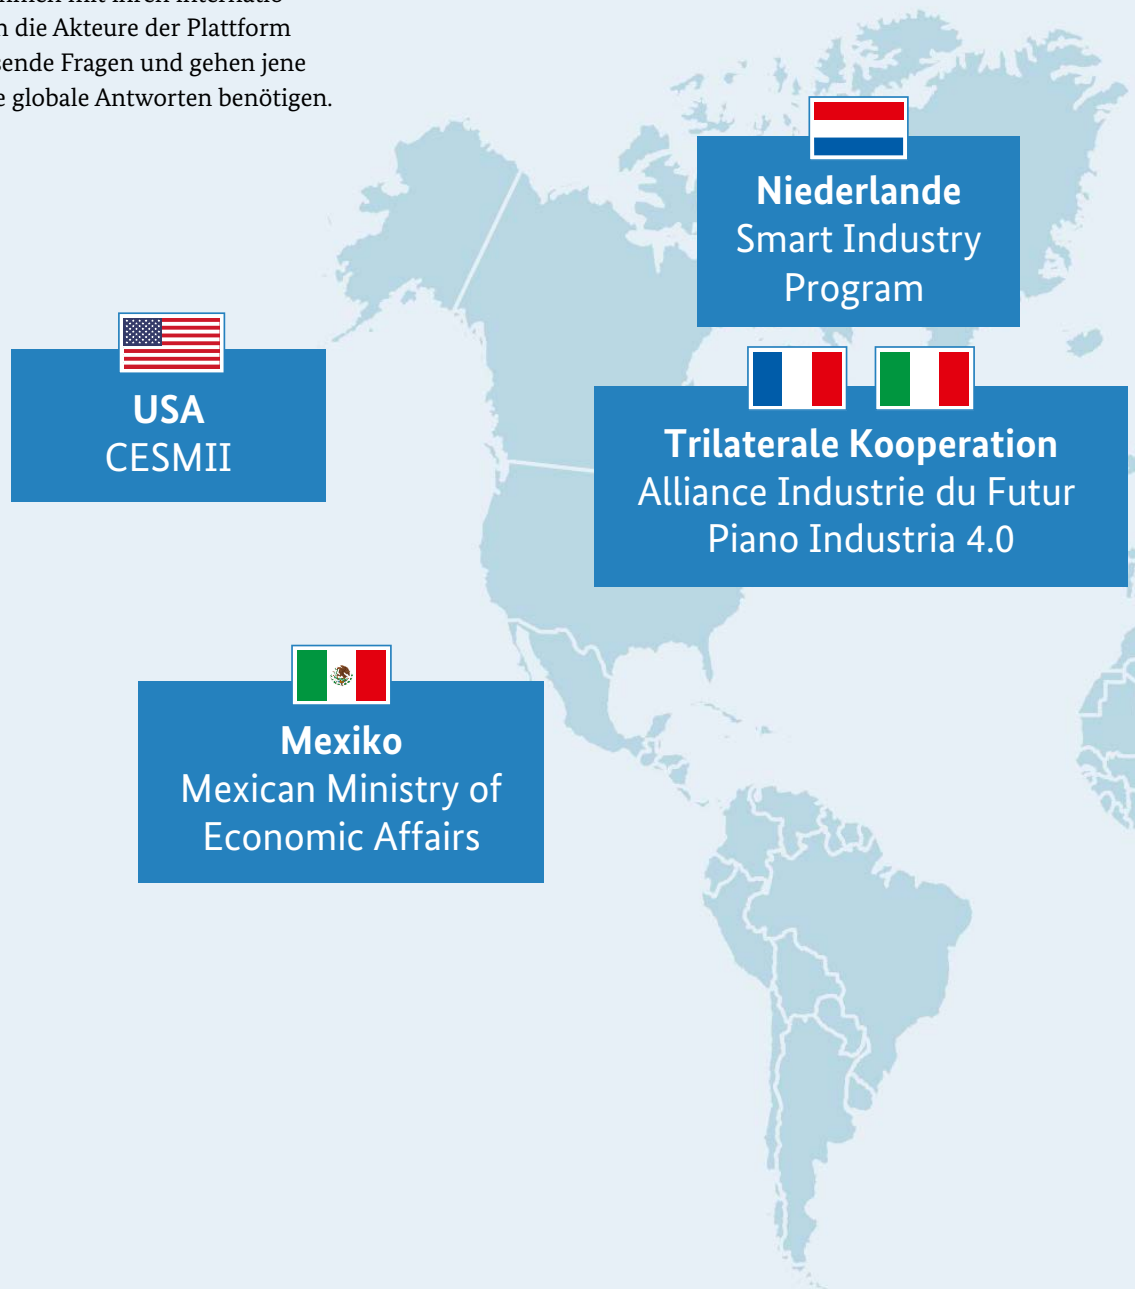 die Akteure der Plattform
Fragen und gehen jene
globale Antworten benötigen.
Niederlande
Smart Industry
Program
USA
CESMII
Trilaterale Kooperation
Alliance Industrie du Futur
Piano Industria 4.0
Mexiko
Mexican Ministry of
Economic Affairs